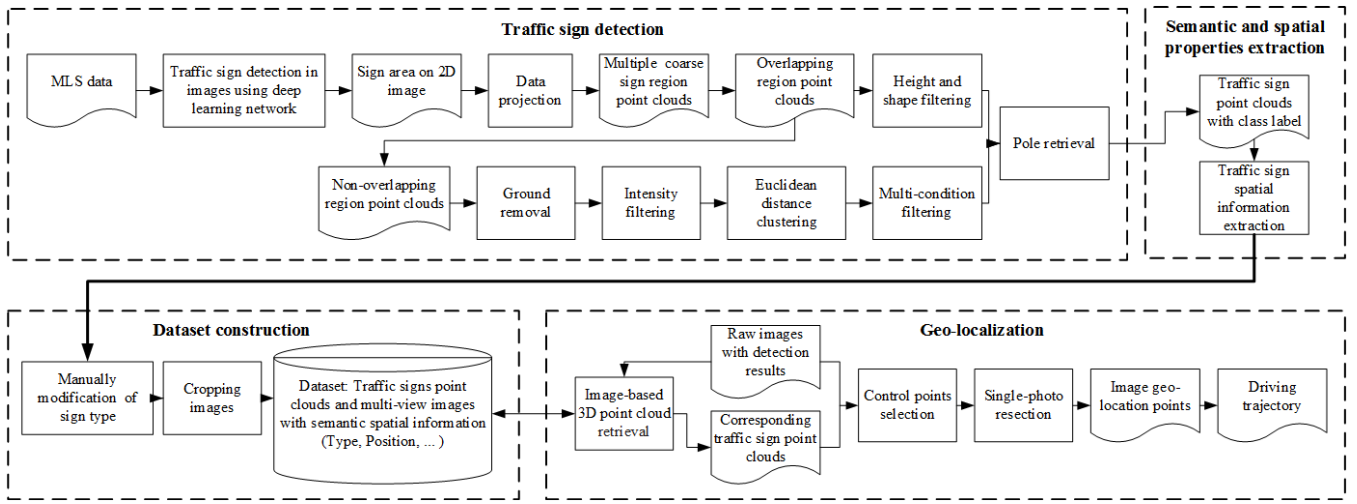 Traffic sign detection
MLS data
Traffic sign detection in
images using deep
learning network
Sign area on 2D
image
Data
projection
Multiple coarse
sign region
point clouds
Overlapping
region point
clouds
Height and
shape filtering
Non-overlapping
region point clouds
Ground
removal
Intensity
filtering
Euclidean
distance
clustering
Multi-condition
filtering
Pole retrieval
Semantic and spatial
properties extraction
Traffic sign
point clouds
with class label
Traffic sign
spatial
information
extraction
Dataset construction
Manually
modification of
sign type
Cropping
images
Dataset: Traffic signs point
clouds and multi-view images
with semantic spatial information
(Type, Position, ... )
Geo-localization
Raw images
with detection
results
Image-based
3D point cloud
retrieval
Corresponding
traffic sign point
clouds
Control points
selection
Single-photo
resection
Image geo-
location points
Driving
trajectory